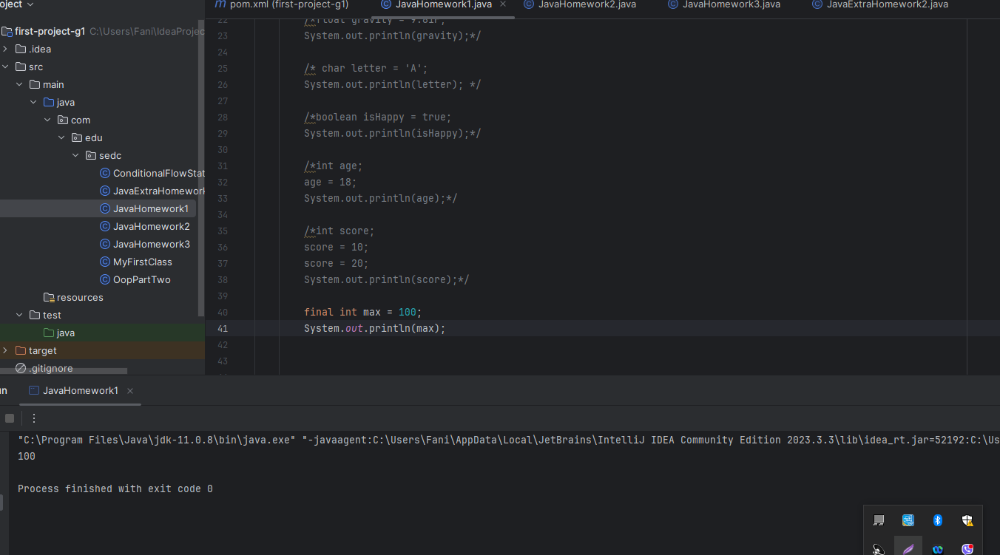 oject
pom.xml (first-project-g1)
JavaHomework1.java
JavaHomework2.java
JavaHomework3.java
JavaExtraHomework2.java
first-project-g1 C:\Users\Fani\IdeaProjec
.idea
src
main
java
com
edu
sedc
ConditionalFlowStat
JavaExtraHomework
JavaHomework1
JavaHomework2
JavaHomework3
MyFirstClass
OopPartTwo
resources
test
java
target
.gitignore
22 /*float gravity = 9.81f;
23 System.out.println(gravity);*/
24
25 /* char letter = 'A';
26 System.out.println(letter); */
27
28 /*boolean isHappy = true;
29 System.out.println(isHappy);*/
30
31 /*int age;
32 age = 18;
33 System.out.println(age);*/
34
35 /*int score;
36 score = 10;
37 score = 20;
38 System.out.println(score);*/
39
40 final int max = 100;
41 System.out.println(max);
42
43
un
JavaHomework1
"C:\Program Files\Java\jdk-11.0.8\bin\java.exe" "-javaagent:C:\Users\Fani\AppData\Local\JetBrains\IntelliJ IDEA Community Edition 2023.3.3\lib\idea_rt.jar=52192:C:\Us
100
Process finished with exit code 0